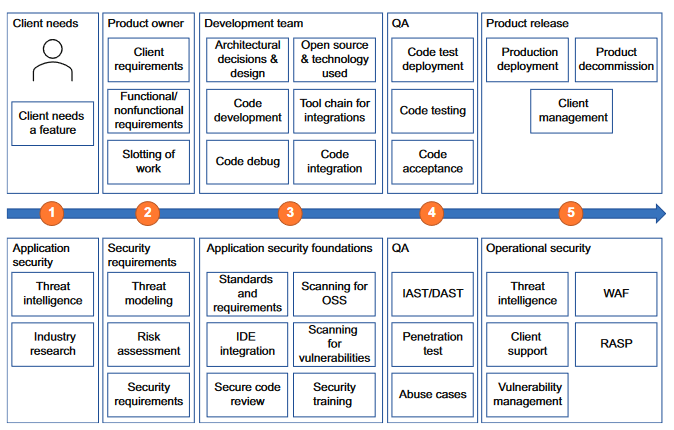 Client needs
Client needs
a feature
Product owner
Client
requirements
Functional/
nonfunctional
requirements
Slotting of
work
Development team
Architectural
decisions &
design
Open source
& technology
used
Code
development
Tool chain for
integrations
Code debug
Code
integration
QA
Code test
deployment
Code testing
Code
acceptance
Product release
Production
deployment
Product
decommission
Client
management
1
2
3
4
5
Application
security
Threat
intelligence
Industry
research
Security
requirements
Threat
modeling
Risk
assessment
Security
requirements
Application security foundations
Standards
and
requirements
Scanning for
OSS
IDE
integration
Scanning
for
vulnerabilities
Secure code
review
Security
training
QA
IAST/DAST
Penetration
test
Abuse cases
Operational security
Threat
intelligence
WAF
Client
support
RASP
Vulnerability
management